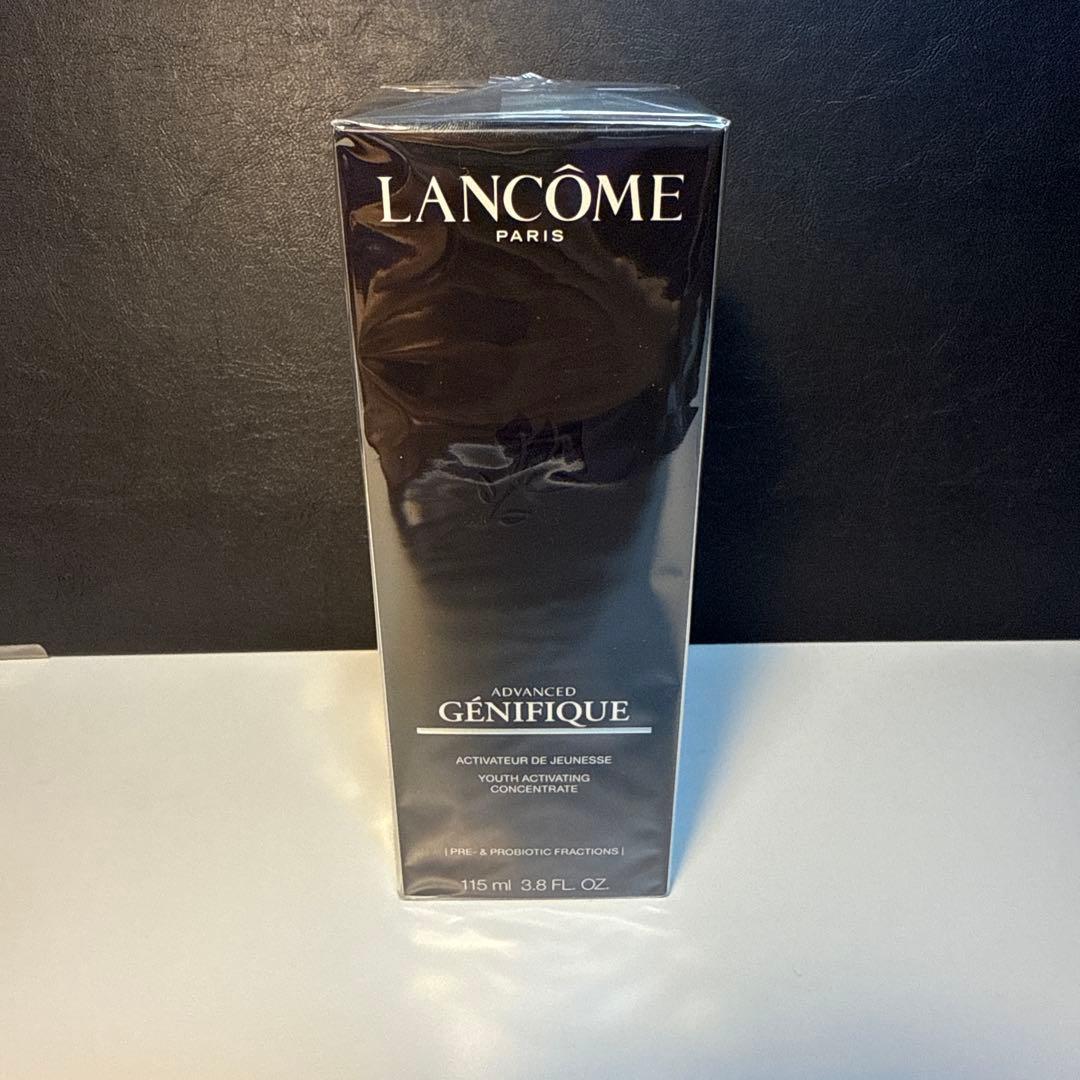 LANCÔME
PARIS
ADVANCED
GÉNIFIQUE
ACTIVATEUR DE JEUNESSE
YOUTH ACTIVATING
CONCENTRATE
| PRE- & PROBIOTIC FRACTIONS |
115 ml 3.8 FL. OZ.